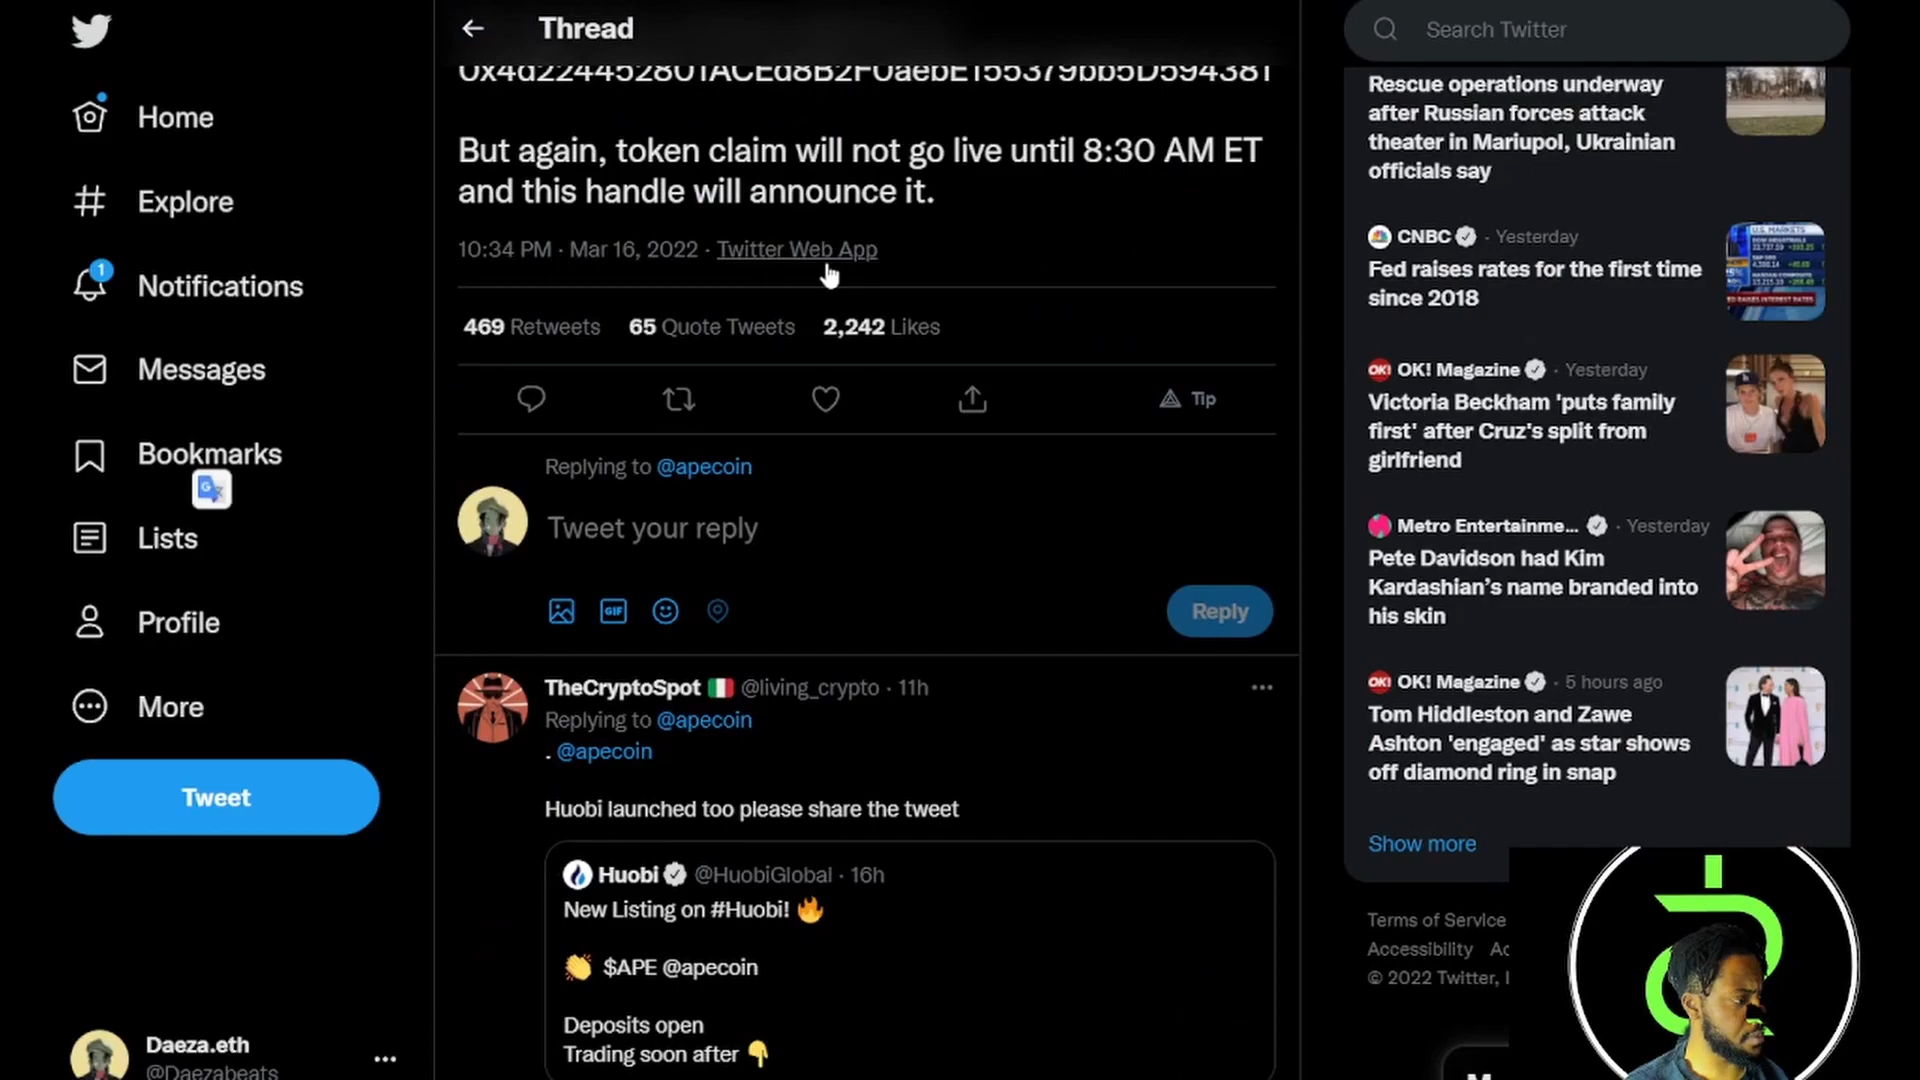 Home
Explore
1
Notifications
Messages
Bookmarks
Lists
Profile
More
Tweet
Daeza.eth
@Daezabeats
Thread
0x4d224452801ACEd8B2F0aebE155379bb5D594381
But again, token claim will not go live until 8:30 AM ET
and this handle will announce it.
10:34 PM · Mar 16, 2022 · Twitter Web App
469 Retweets 65 Quote Tweets 2,242 Likes
Tip
Replying to @apecoin
Tweet your reply
GIF
Reply
TheCryptoSpot 🇮🇹 @living_crypto · 11h
Replying to @apecoin
. @apecoin
Huobi launched too please share the tweet
Huobi @HuobiGlobal · 16h
New Listing on #Huobi! 🔥
👏 $APE @apecoin
Deposits open
Trading soon after 👇
Search Twitter
Rescue operations underway
after Russian forces attack
theater in Mariupol, Ukrainian
officials say
CNBC · Yesterday
Fed raises rates for the first time
since 2018
U.S. MARKETS
OK! Magazine · Yesterday
Victoria Beckham 'puts family
first' after Cruz's split from
girlfriend
Metro Entertainme... · Yesterday
Pete Davidson had Kim
Kardashian’s name branded into
his skin
OK! Magazine · 5 hours ago
Tom Hiddleston and Zawe
Ashton 'engaged' as star shows
off diamond ring in snap
Show more
Terms of Service
Accessibility
© 2022 Twitter,